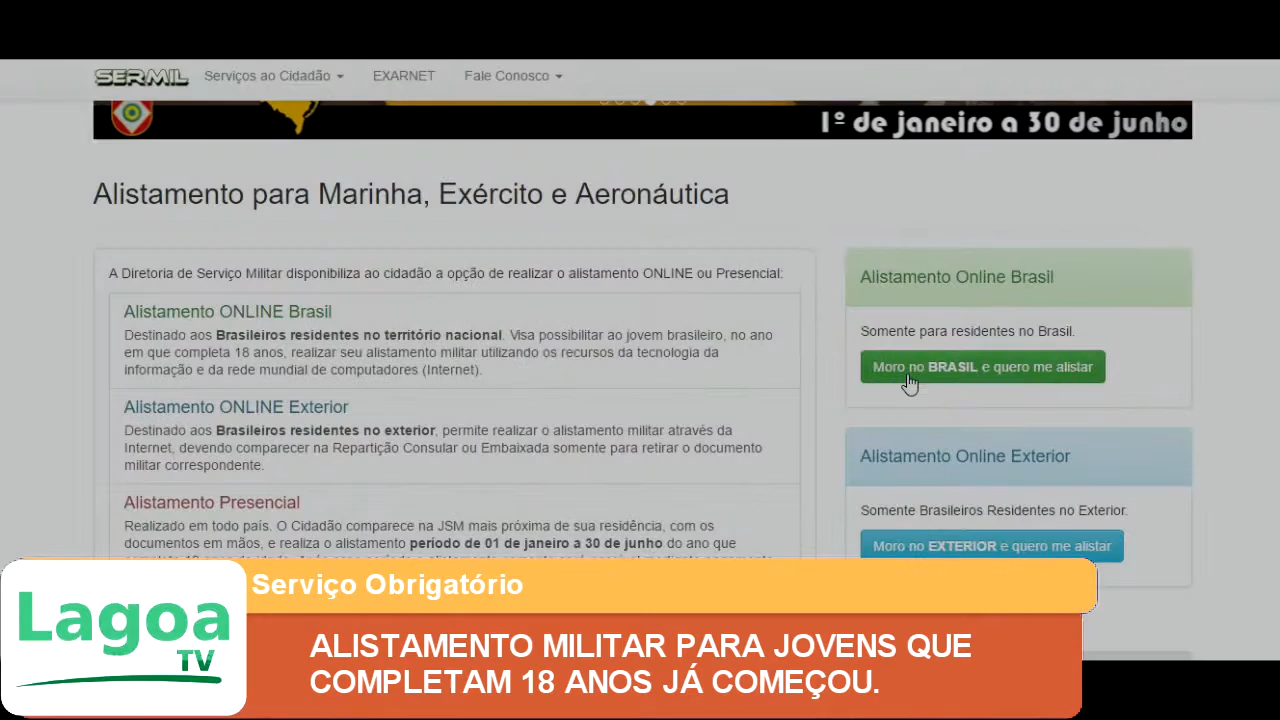 SERMIL Serviços ao Cidadão EXARNET Fale Conosco
1º de janeiro a 30 de junho
Alistamento para Marinha, Exército e Aeronáutica
A Diretoria de Serviço Militar disponibiliza ao cidadão a opção de realizar o alistamento ONLINE ou Presencial:
Alistamento ONLINE Brasil
Destinado aos Brasileiros residentes no território nacional. Visa possibilitar ao jovem brasileiro, no ano
em que completa 18 anos, realizar seu alistamento militar utilizando os recursos da tecnologia da
informação e da rede mundial de computadores (Internet).
Alistamento ONLINE Exterior
Destinado aos Brasileiros residentes no exterior, permite realizar o alistamento militar através da
Internet, devendo comparecer na Repartição Consular ou Embaixada somente para retirar o documento
militar correspondente.
Alistamento Presencial
Realizado em todo país. O Cidadão comparece na JSM mais próxima de sua residência, com os
documentos em mãos, e realiza o alistamento período de 01 de janeiro a 30 de junho do ano que
Alistamento Online Brasil
Somente para residentes no Brasil.
Moro no BRASIL e quero me alistar
Alistamento Online Exterior
Somente Brasileiros Residentes no Exterior.
Moro no EXTERIOR e quero me alistar
Lagoa
TV
Serviço Obrigatório
ALISTAMENTO MILITAR PARA JOVENS QUE
COMPLETAM 18 ANOS JÁ COMEÇOU.